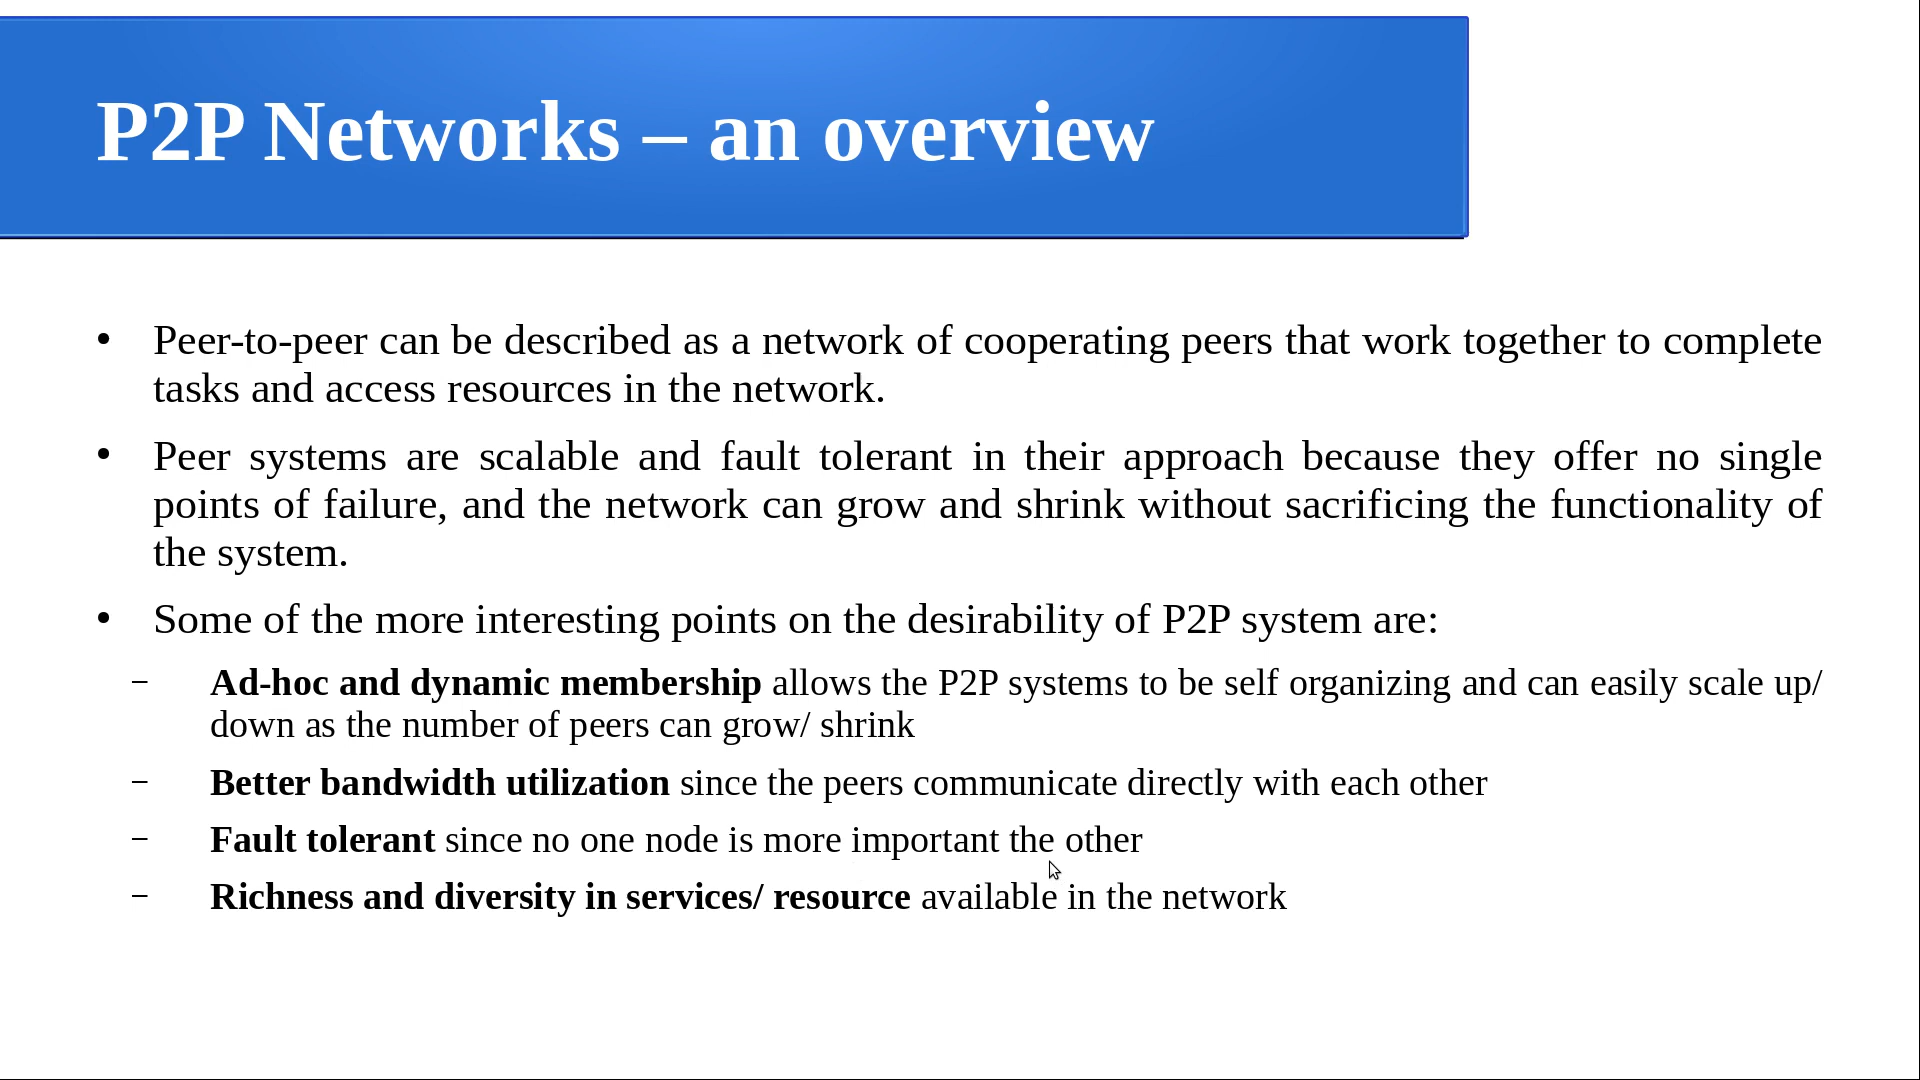 P2P Networks – an overview
• Peer-to-peer can be described as a network of cooperating peers that work together to complete
tasks and access resources in the network.
• Peer systems are scalable and fault tolerant in their approach because they offer no single
points of failure, and the network can grow and shrink without sacrificing the functionality of
the system.
• Some of the more interesting points on the desirability of P2P system are:
– Ad-hoc and dynamic membership allows the P2P systems to be self organizing and can easily scale up/
down as the number of peers can grow/ shrink
– Better bandwidth utilization since the peers communicate directly with each other
– Fault tolerant since no one node is more important the other
– Richness and diversity in services/ resource available in the network